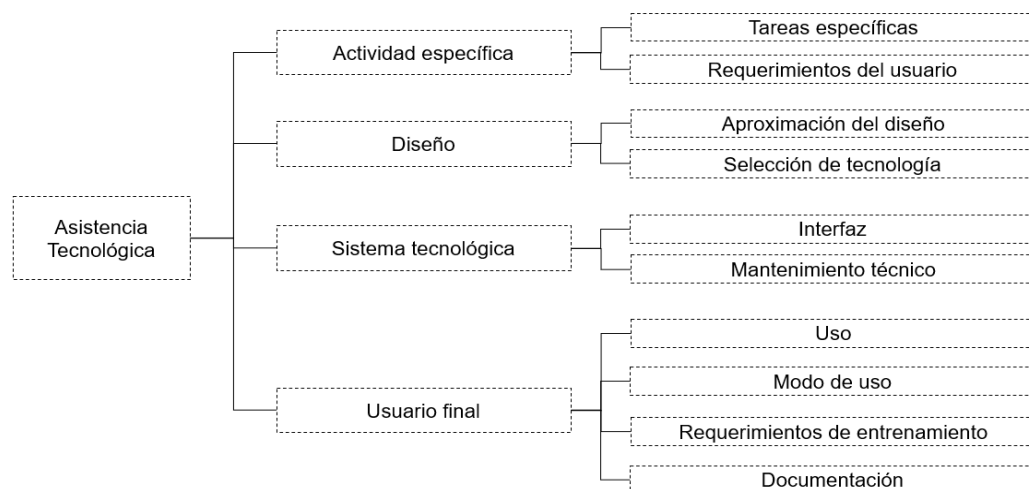 Asistencia
Tecnológica
Actividad específica
Tareas específicas
Requerimientos del usuario
Diseño
Aproximación del diseño
Selección de tecnología
Sistema tecnológica
Interfaz
Mantenimiento técnico
Usuario final
Uso
Modo de uso
Requerimientos de entrenamiento
Documentación